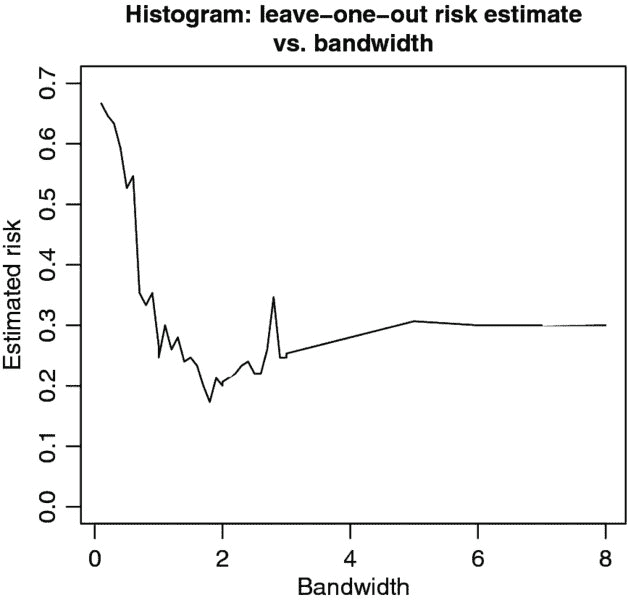 Histogram: leave−one−out risk estimate
vs. bandwidth
Estimated risk
0.7
0.6
0.5
0.4
0.3
0.2
0.1
0.0
0 2 4 6 8
Bandwidth